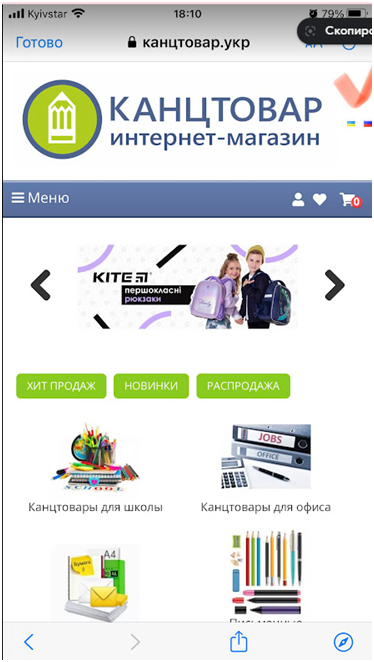 Kyivstar 18:10 79%
Скопиро
Готово канцтовар.укр
КАНЦТОВАР
интернет-магазин
Меню 0
KITE
першокласні
рюкзаки
ХИТ ПРОДАЖ НОВИНКИ РАСПРОДАЖА
SCHOOL
JOBS
OFFICE
Канцтовары для школы Канцтовары для офиса
A4
Письменные